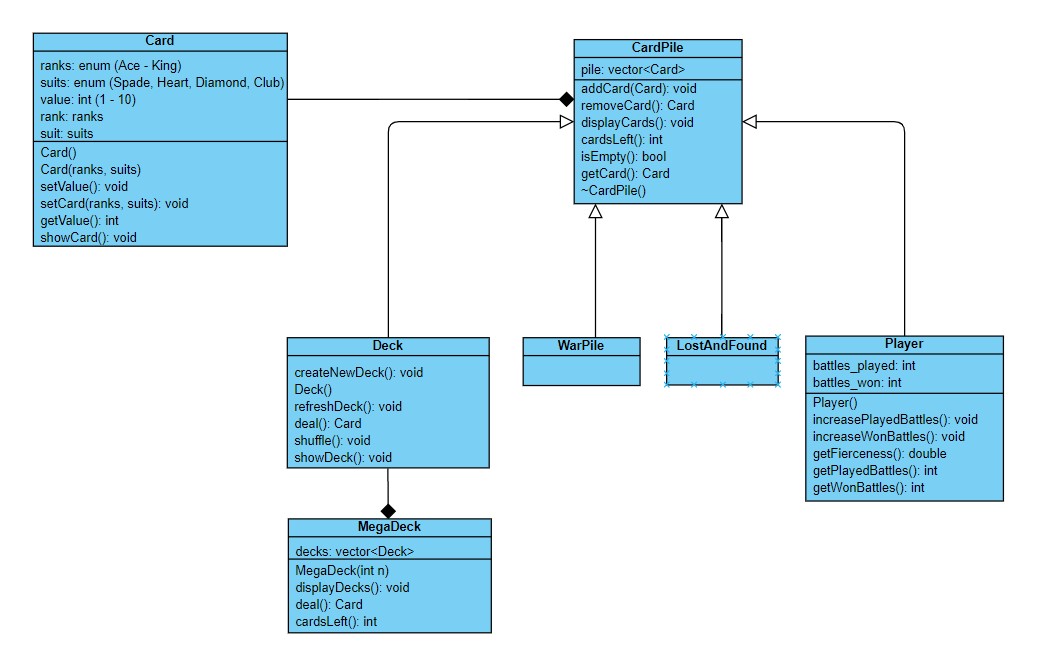 Card
ranks: enum (Ace - King)
suits: enum (Spade, Heart, Diamond, Club)
value: int (1 - 10)
rank: ranks
suit: suits
Card()
Card(ranks, suits)
setValue(): void
setCard(ranks, suits): void
getValue(): int
showCard(): void
CardPile
pile: vector<Card>
addCard(Card): void
removeCard(): Card
displayCards(): void
cardsLeft(): int
isEmpty(): bool
getCard(): Card
~CardPile()
Deck
createNewDeck(): void
Deck()
refreshDeck(): void
deal(): Card
shuffle(): void
showDeck(): void
WarPile
LostAndFound
Player
battles_played: int
battles_won: int
Player()
increasePlayedBattles(): void
increaseWonBattles(): void
getFierceness(): double
getPlayedBattles(): int
getWonBattles(): int
MegaDeck
decks: vector<Deck>
MegaDeck(int n)
displayDecks(): void
deal(): Card
cardsLeft(): int